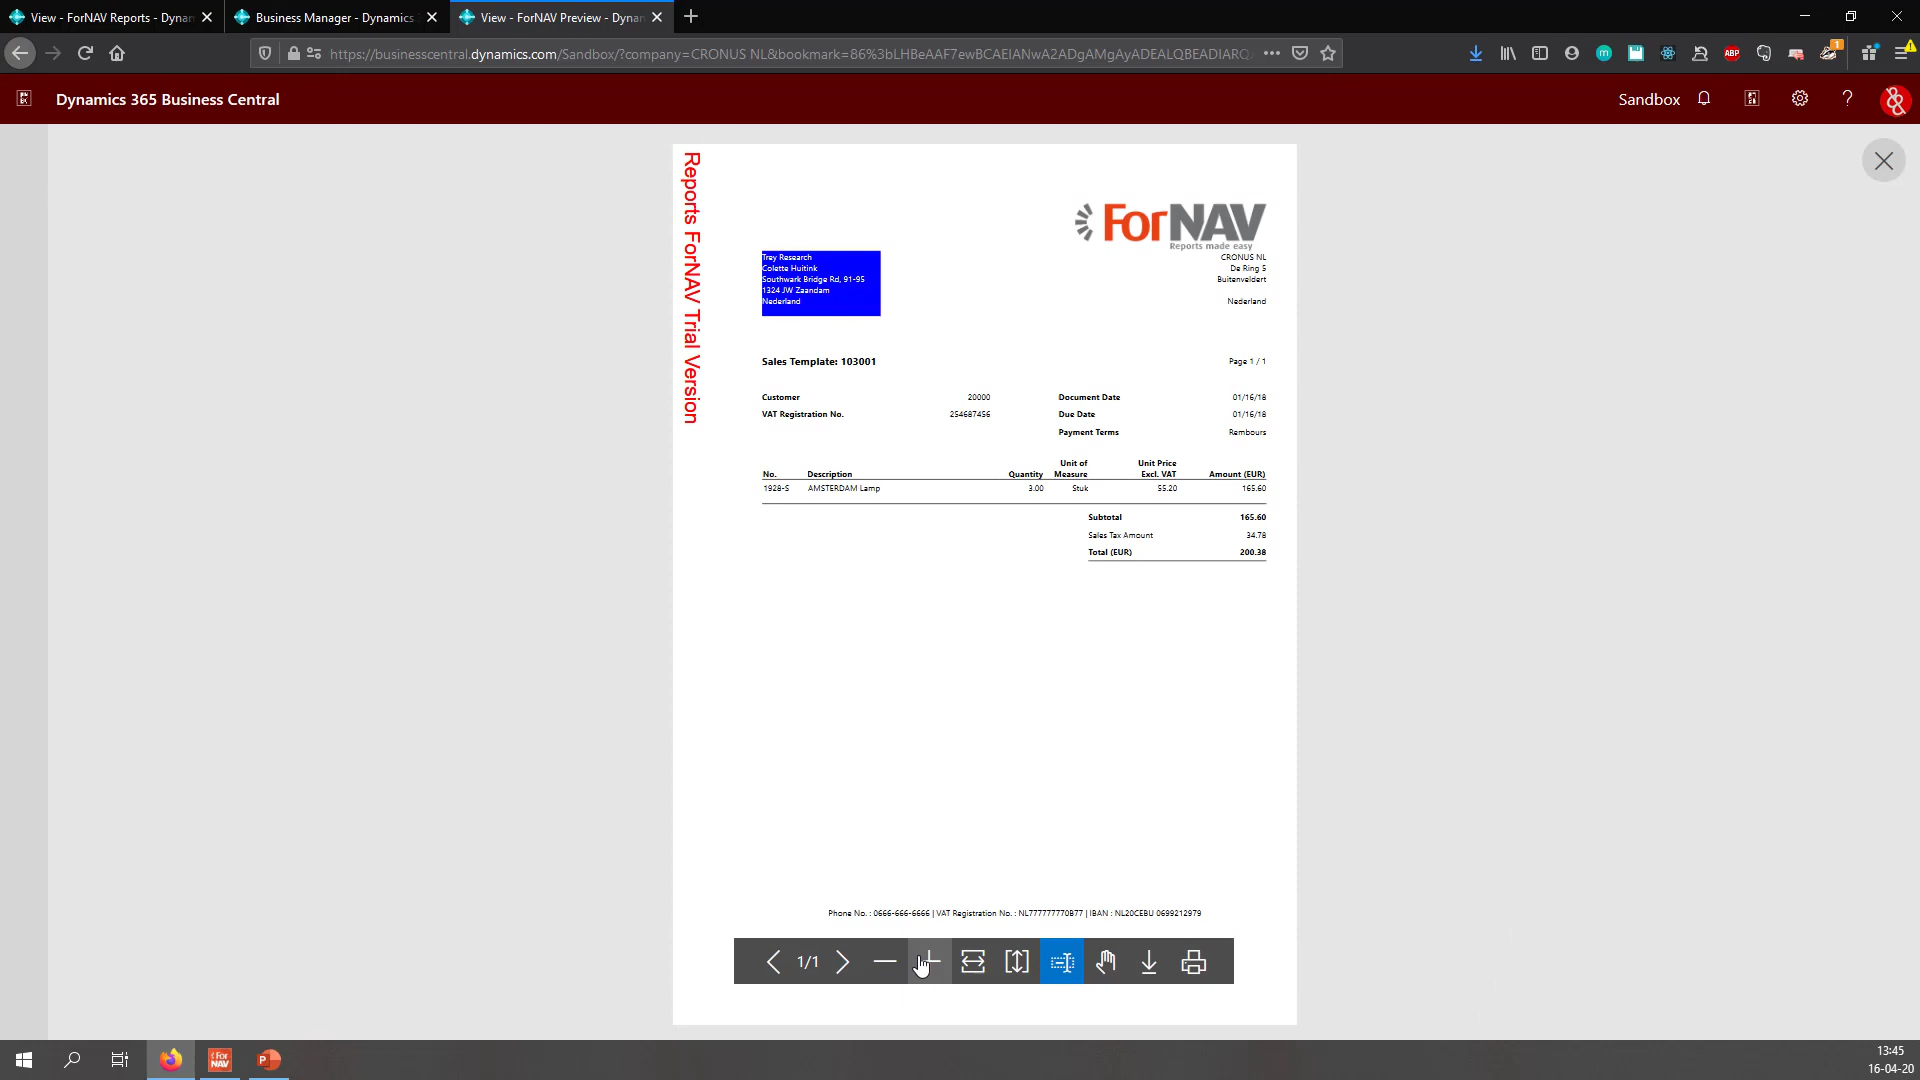 View - ForNAV Reports - Dynam
Business Manager - Dynamics
View - ForNAV Preview - Dynam
https://businesscentral.dynamics.com/Sandbox/?company=CRONUS NL&bookmark=86%3bLHBeAAF7ewBCAEIANwA2ADgAMgAyADEALQBEADIARQ
ABP
1
Dynamics 365 Business Central
Sandbox
Reports ForNAV Trial Version
ForNAV
Reports made easy
Trey Research
Colette Huitink
Southwark Bridge Rd, 91-95
1324 JW Zaandam
Nederland
CRONUS NL
De Ring 5
Buitenveldert
Nederland
Sales Template: 103001
Page 1 / 1
Customer 20000 Document Date 01/16/18
VAT Registration No. 254687456 Due Date 01/16/18
Payment Terms Rembours
Unit of Unit Price
No. Description Quantity Measure Excl. VAT Amount (EUR)
1928-S AMSTERDAM Lamp 3.00 Stuk 55.20 165.60
Subtotal 165.60
Sales Tax Amount 34.78
Total (EUR) 200.38
Phone No. : 0666-666-6666 | VAT Registration No. : NL777777770B77 | IBAN : NL20CEBU 0699212979
1/1
13:45
16-04-20